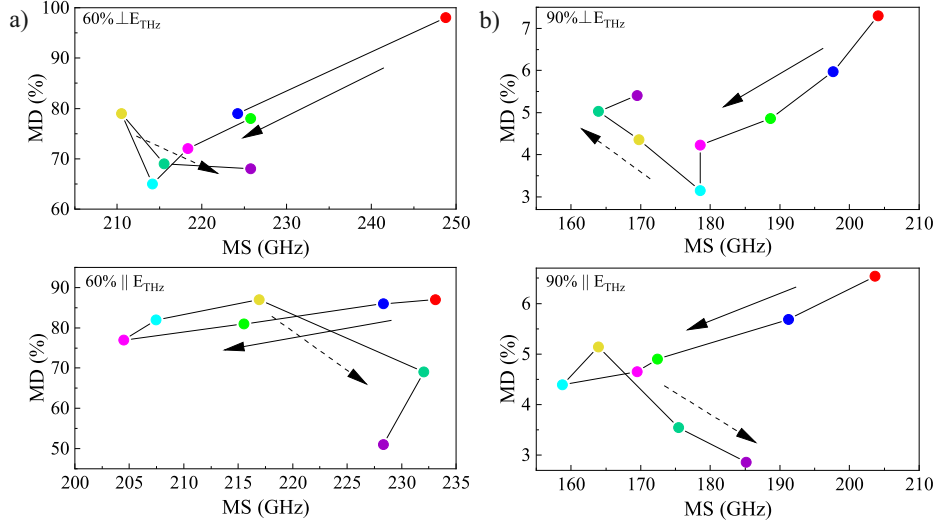 a)
60%⊥E_THz
MD (%)
100
90
80
70
60
210 220 230 240 250
MS (GHz)
b)
90%⊥E_THz
MD (%)
7
6
5
4
3
160 170 180 190 200 210
MS (GHz)
60% || E_THz
MD (%)
90
80
70
60
50
200 205 210 215 220 225 230 235
MS (GHz)
90% || E_THz
MD (%)
6
5
4
3
160 170 180 190 200 210
MS (GHz)